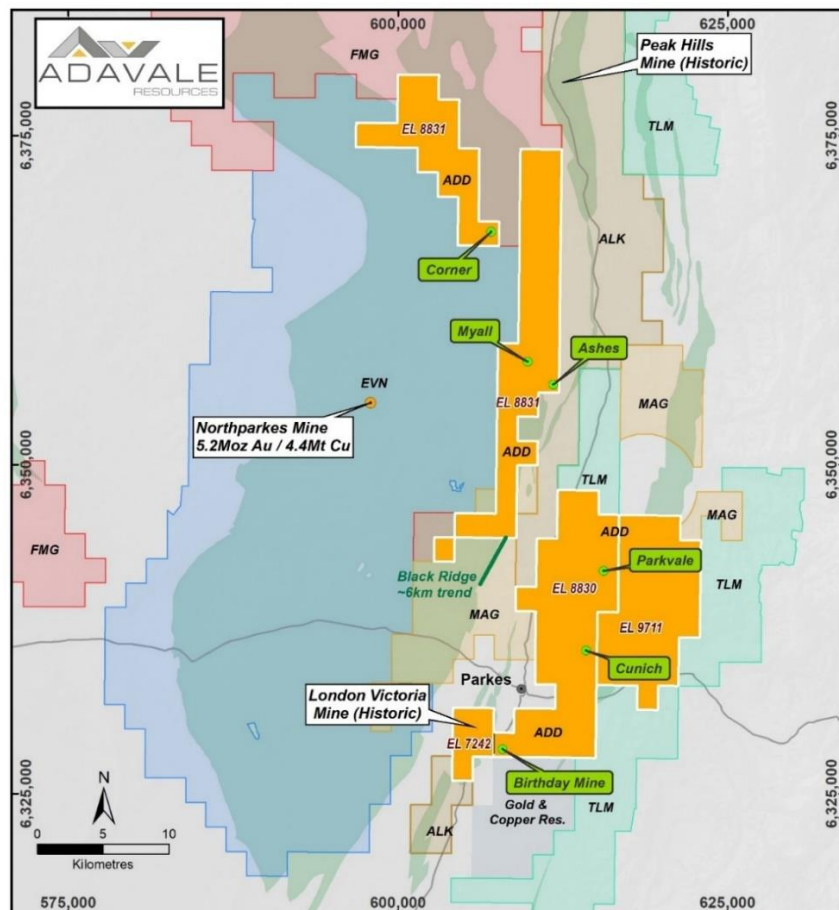 600,000
625,000
ADAVALE
RESOURCES
FMG
Peak Hills
Mine (Historic)
6,375,000
6,375,000
EL 8831
TLM
ADD
ALK
Corner
Myall
Ashes
EVN
EL 8831
MAG
Northparkes Mine
5.2Moz Au / 4.4Mt Cu
ADD
6,350,000
6,350,000
TLM
MAG
FMG
ADD
Black Ridge
~6km trend
Parkvale
EL 8830
TLM
MAG
EL 9711
Cunich
Parkes
London Victoria
Mine (Historic)
EL 7242
ADD
N
Birthday Mine
6,325,000
6,325,000
Gold &
Copper Res.
TLM
ALK
0 5 10
Kilometres
575,000
600,000
625,000